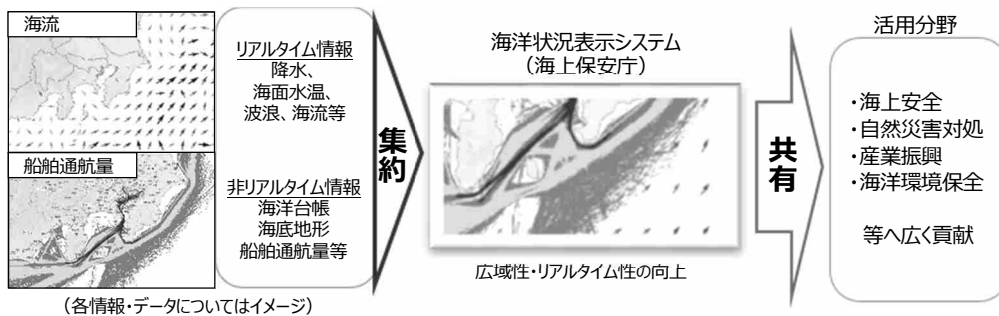 海流
船舶通航量
リアルタイム情報
降水、
海面水温、
波浪、海流等
非リアルタイム情報
海洋台帳
海底地形
船舶通航量等
(各情報・データについてはイメージ)
集約
海洋状況表示システム
(海上保安庁)
広域性・リアルタイム性の向上
共有
活用分野
・海上安全
・自然災害対処
・産業振興
・海洋環境保全
等へ広く貢献